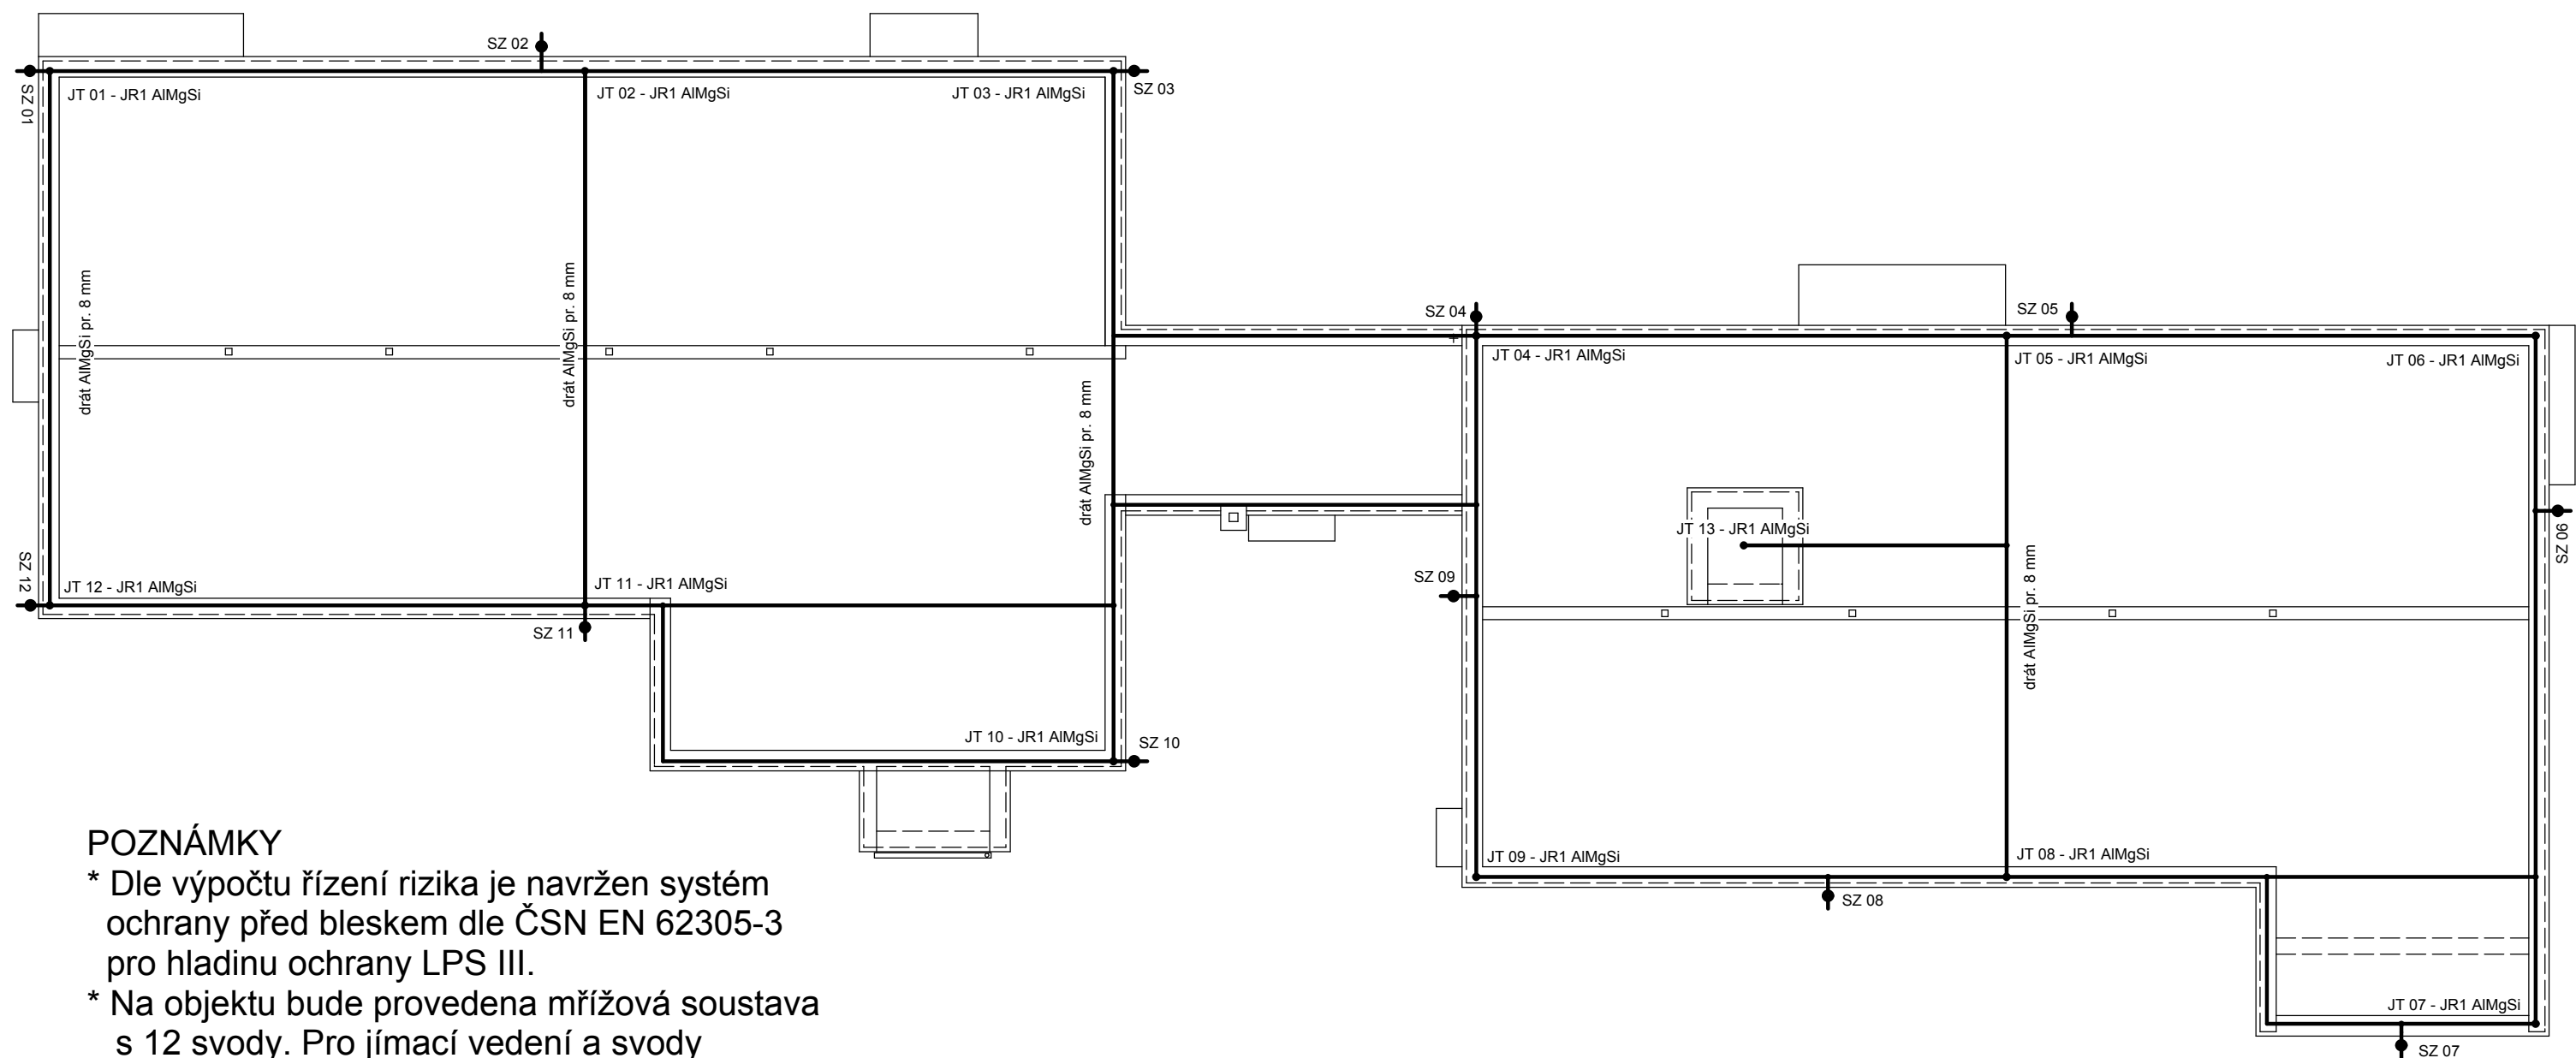 SZ 02
SZ 01
JT 01 - JR1 AlMgSi
JT 02 - JR1 AlMgSi
JT 03 - JR1 AlMgSi
SZ 03
drát AlMgSi pr. 8 mm
drát AlMgSi pr. 8 mm
drát AlMgSi pr. 8 mm
SZ 04
SZ 05
JT 04 - JR1 AlMgSi
JT 05 - JR1 AlMgSi
JT 06 - JR1 AlMgSi
JT 13 - JR1 AlMgSi
SZ 06
drát AlMgSi pr. 8 mm
SZ 12
JT 12 - JR1 AlMgSi
JT 11 - JR1 AlMgSi
SZ 09
SZ 11
JT 10 - JR1 AlMgSi
SZ 10
JT 09 - JR1 AlMgSi
JT 08 - JR1 AlMgSi
SZ 08
JT 07 - JR1 AlMgSi
SZ 07
POZNÁMKY
* Dle výpočtu řízení rizika je navržen systém
ochrany před bleskem dle ČSN EN 62305-3
pro hladinu ochrany LPS III.
* Na objektu bude provedena mřížová soustava
s 12 svody. Pro jímací vedení a svody